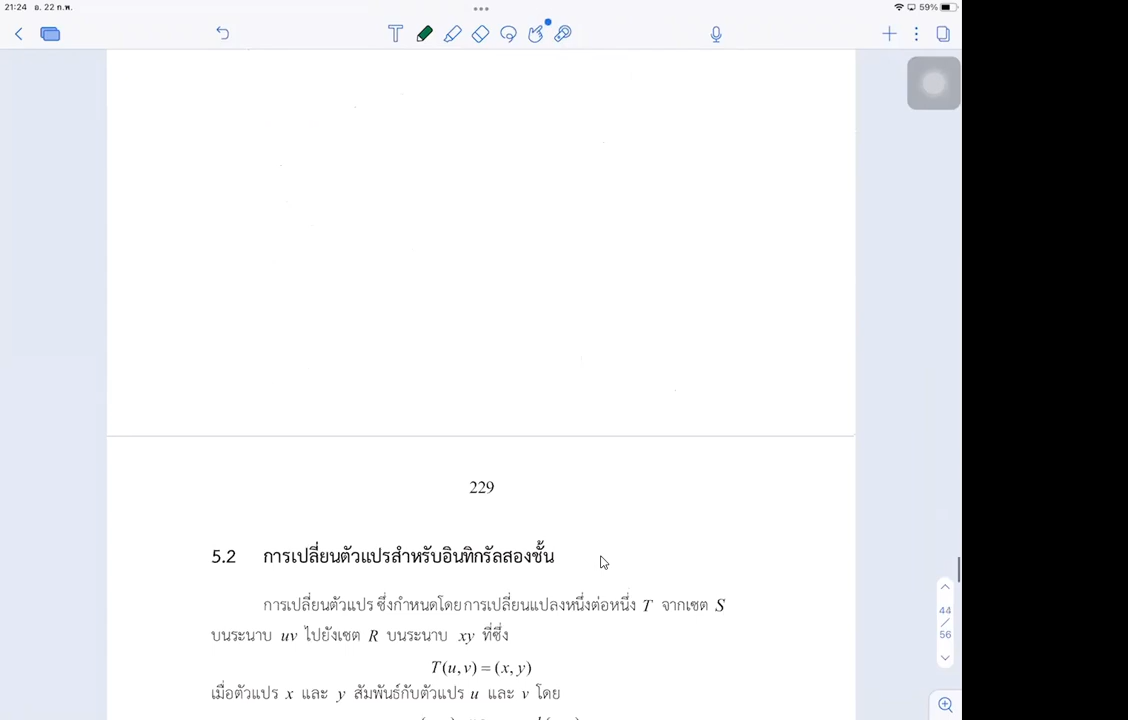 21:24 อ. 22 ก.พ.
59%
229
5.2 การเปลี่ยนตัวแปรสำหรับอินทิกรัลสองชั้น
การเปลี่ยนตัวแปร ซึ่งกำหนดโดยการเปลี่ยนแปลงหนึ่งต่อหนึ่ง T จากเซต S
บนระนาบ uv ไปยังเซต R บนระนาบ xy ที่ซึ่ง
T(u,v) = (x, y)
เมื่อตัวแปร x และ y สัมพันธ์กับตัวแปร u และ v โดย
44
/
56